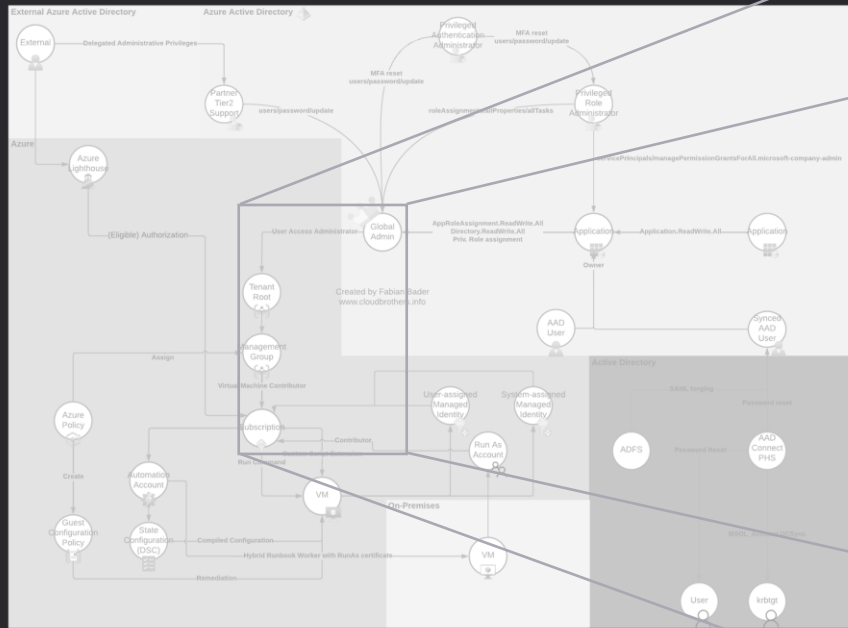 External Azure Active Directory
Azure Active Directory
External
Delegated Administrative Privileges
Privileged
Authentication
Administrator
MFA reset
users/password/update
MFA reset
users/password/update
Partner
Tier2
Support
users/password/update
roleAssignments/allProperties/allTasks
Privileged
Role
Administrator
Azure
Azure
Lighthouse
servicePrincipals/managePermissionGrantsForAll.microsoft-company-admin
(Eligible) Authorization
User Access Administrator
Global
Admin
AppRoleAssignment.ReadWrite.All
Directory.ReadWrite.All
Priv. Role assignment
Application
Application.ReadWrite.All
Application
Owner
Tenant
Root
Created by Fabian Bader
www.cloudbrothers.info
AAD
User
Synced
AAD
User
Management
Group
Assign
Active Directory
Virtual Machine Contributor
User-assigned
Managed
Identity
System-assigned
Managed
Identity
SAML forging
Password reset
Azure
Policy
Subscription
Contributor
Run As
Account
ADFS
Password Reset
AAD
Connect
PHS
Run Command
Create
Automation
Account
VM
On-Premises
Guest
Configuration
Policy
State
Configuration
(DSC)
Compiled Configuration
Hybrid Runbook Worker with RunAs certificate
VM
Remediation
User
krbtgt